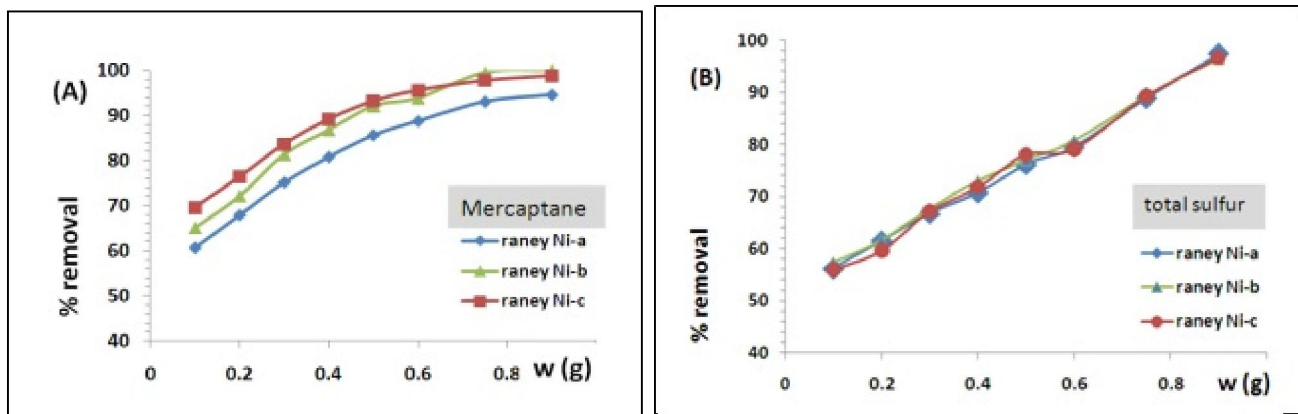 (A)
% removal
100
90
80
70
60
50
40
0
0.2
0.4
0.6
0.8
w (g)
Mercaptane
raney Ni-a
raney Ni-b
raney Ni-c
(B)
% removal
100
90
80
70
60
50
40
0
0.2
0.4
0.6
0.8
w (g)
total sulfur
raney Ni-a
raney Ni-b
raney Ni-c